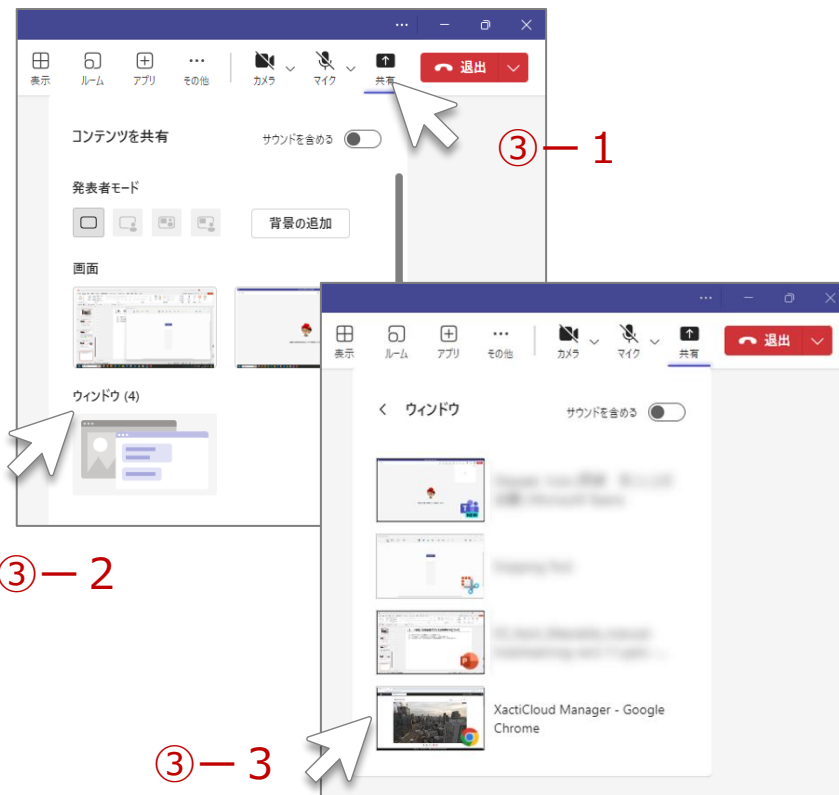 表示 ルーム アプリ その他 カメラ マイク 共有 退出
コンテンツを共有 サウンドを含める
③ー 1
発表者モード
背景の追加
画面
ウィンドウ (4)
③ー 2
表示 ルーム アプリ その他 カメラ マイク 共有 退出
ウィンドウ サウンドを含める
XactiCloud Manager - Google
Chrome
③ー 3